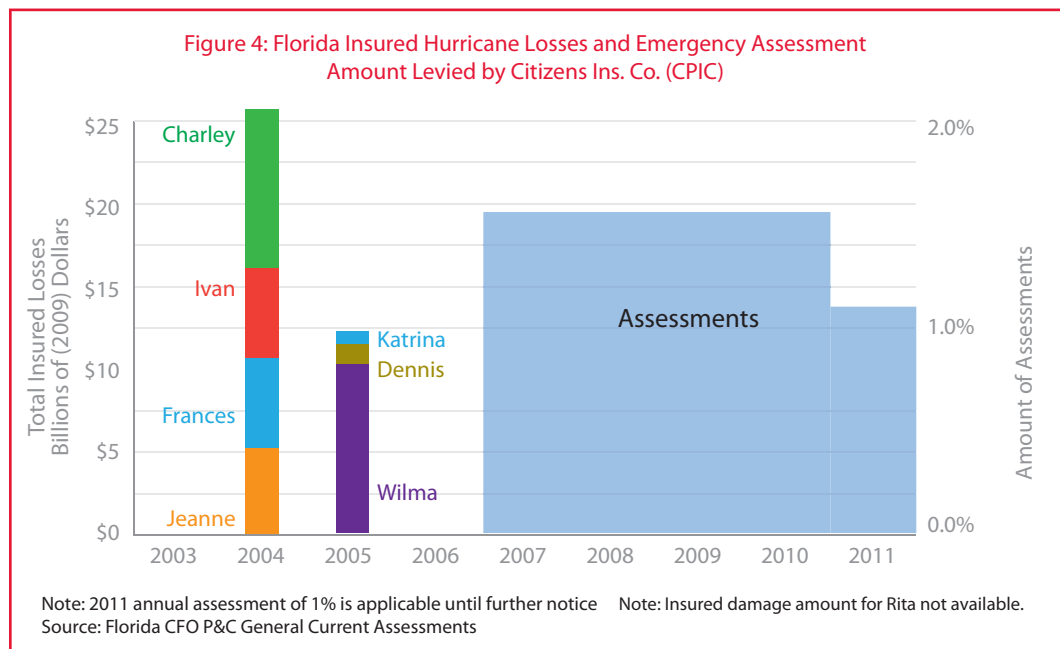 Figure 4: Florida Insured Hurricane Losses and Emergency Assessment
Amount Levied by Citizens Ins. Co. (CPIC)
Total Insured Losses
Billions of (2009) Dollars
$25
$20
$15
$10
$5
$0
Charley
Ivan
Frances
Jeanne
Katrina
Dennis
Wilma
Assessments
2.0%
1.0%
0.0%
Amount of Assessments
2003 2004 2005 2006 2007 2008 2009 2010 2011
Note: 2011 annual assessment of 1% is applicable until further notice Note: Insured damage amount for Rita not available.
Source: Florida CFO P&C General Current Assessments